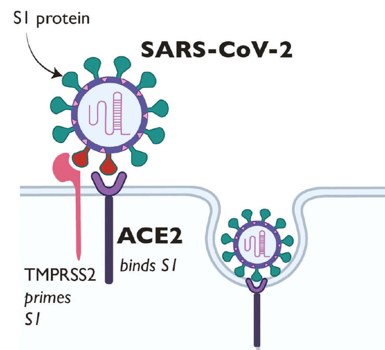 S1 protein
SARS-CoV-2
ACE2
binds S1
TMPRSS2
primes
S1